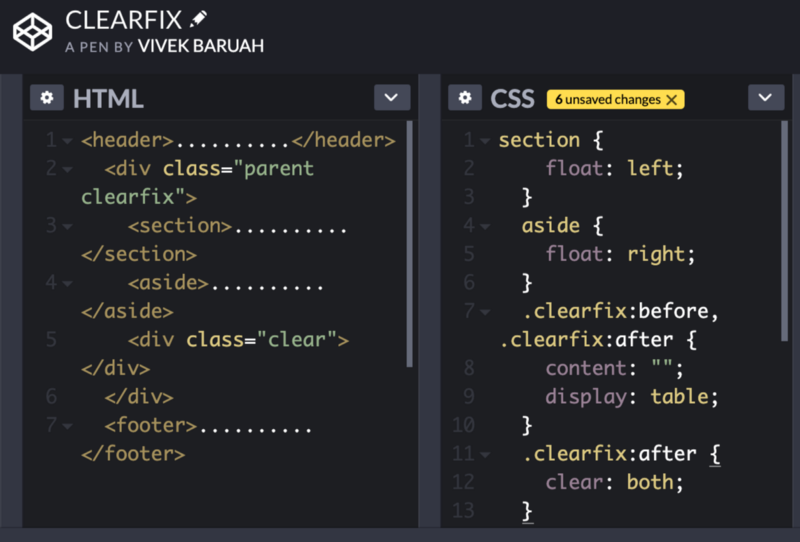 CLEARFIX
A PEN BY VIVEK BARUAH
HTML
1 <header>..........</header>
2 <div class="parent
clearfix">
3 <section>..........
</section>
4 <aside>..........
</aside>
5 <div class="clear">
</div>
6 </div>
7 <footer>..........
</footer>
CSS 6 unsaved changes X
1 section {
2 float: left;
3 }
4 aside {
5 float: right;
6 }
7 .clearfix:before,
.clearfix:after {
8 content: "";
9 display: table;
10 }
11 .clearfix:after {
12 clear: both;
13 }